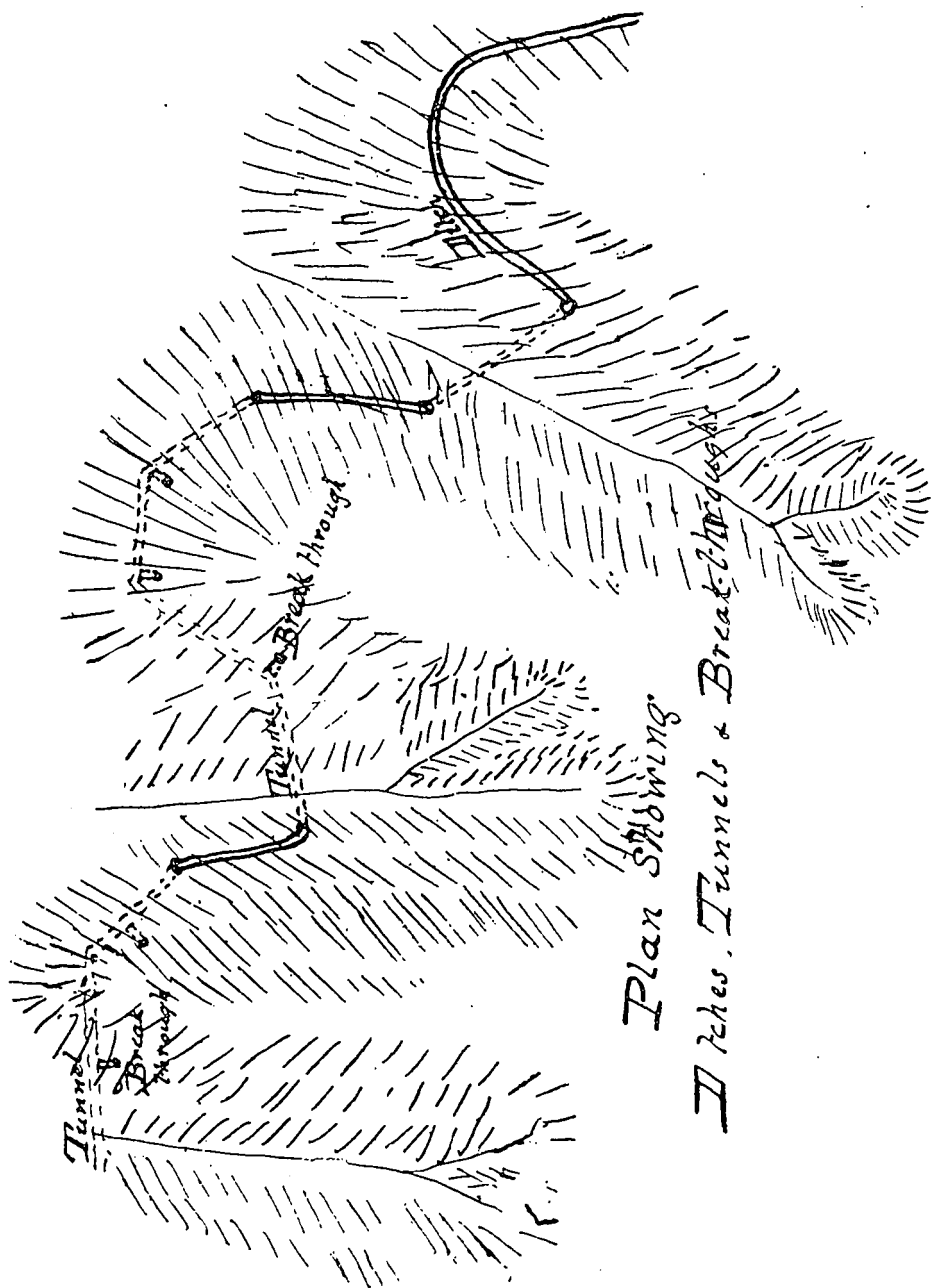 Tunnel
Break
through
Tunnel
Break through
Ditch
Plan Showing
Ditches, Tunnels & Break-throughs